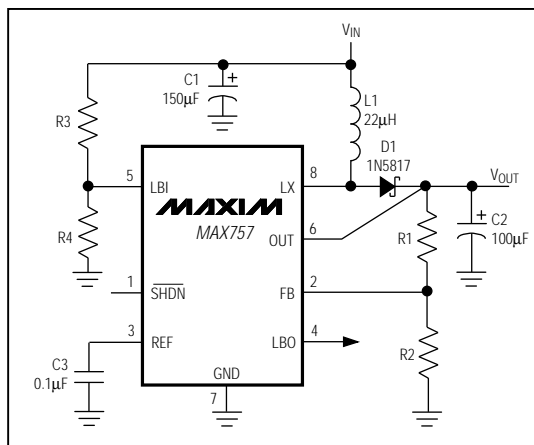 VIN
C1
150µF
+
L1
22µH
R3
D1
1N5817
5
LBI
MAXIM
MAX757
LX
8
VOUT
OUT
6
R1
+
C2
100µF
R4
1
SHDN
FB
2
3
REF
LBO
4
R2
C3
0.1µF
GND
7